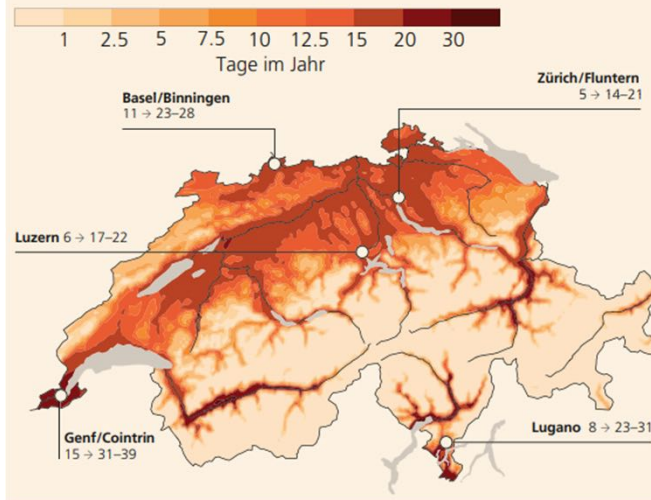 1 2.5 5 7.5 10 12.5 15 20 30
Tage im Jahr
Zürich/Fluntern
5 → 14–21
Basel/Binningen
11 → 23–28
Luzern 6 → 17–22
Lugano 8 → 23–31
Genf/Cointrin
15 → 31–39